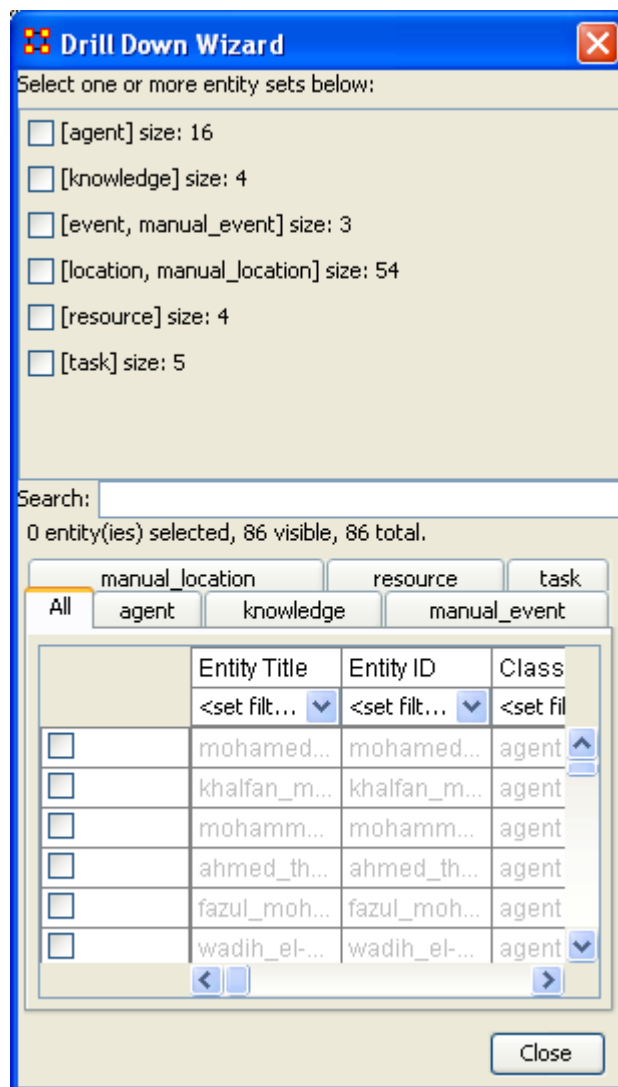 Drill Down Wizard
Select one or more entity sets below:
[agent] size: 16
[knowledge] size: 4
[event, manual_event] size: 3
[location, manual_location] size: 54
[resource] size: 4
[task] size: 5
Search:
0 entity(ies) selected, 86 visible, 86 total.
manual_location resource task
All agent knowledge manual_event
Entity Title Entity ID Class
<set filt... <set filt... <set fil
mohamed... mohamed... agent
khalfan_m... khalfan_m... agent
mohamm... mohamm... agent
ahmed_th... ahmed_th... agent
fazul_moh... fazul_moh... agent
wadih_el-... wadih_el-... agent
Close